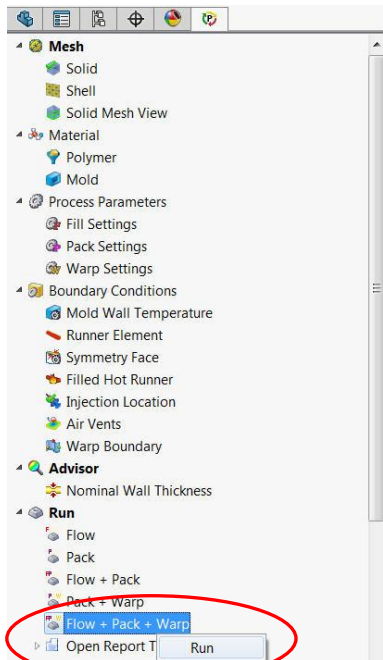 Mesh
Solid
Shell
Solid Mesh View
Material
Polymer
Mold
Process Parameters
Fill Settings
Pack Settings
Warp Settings
Boundary Conditions
Mold Wall Temperature
Runner Element
Symmetry Face
Filled Hot Runner
Injection Location
Air Vents
Warp Boundary
Advisor
Nominal Wall Thickness
Run
Flow
Pack
Flow + Pack
Pack + Warp
Flow + Pack + Warp
Open Report T Run